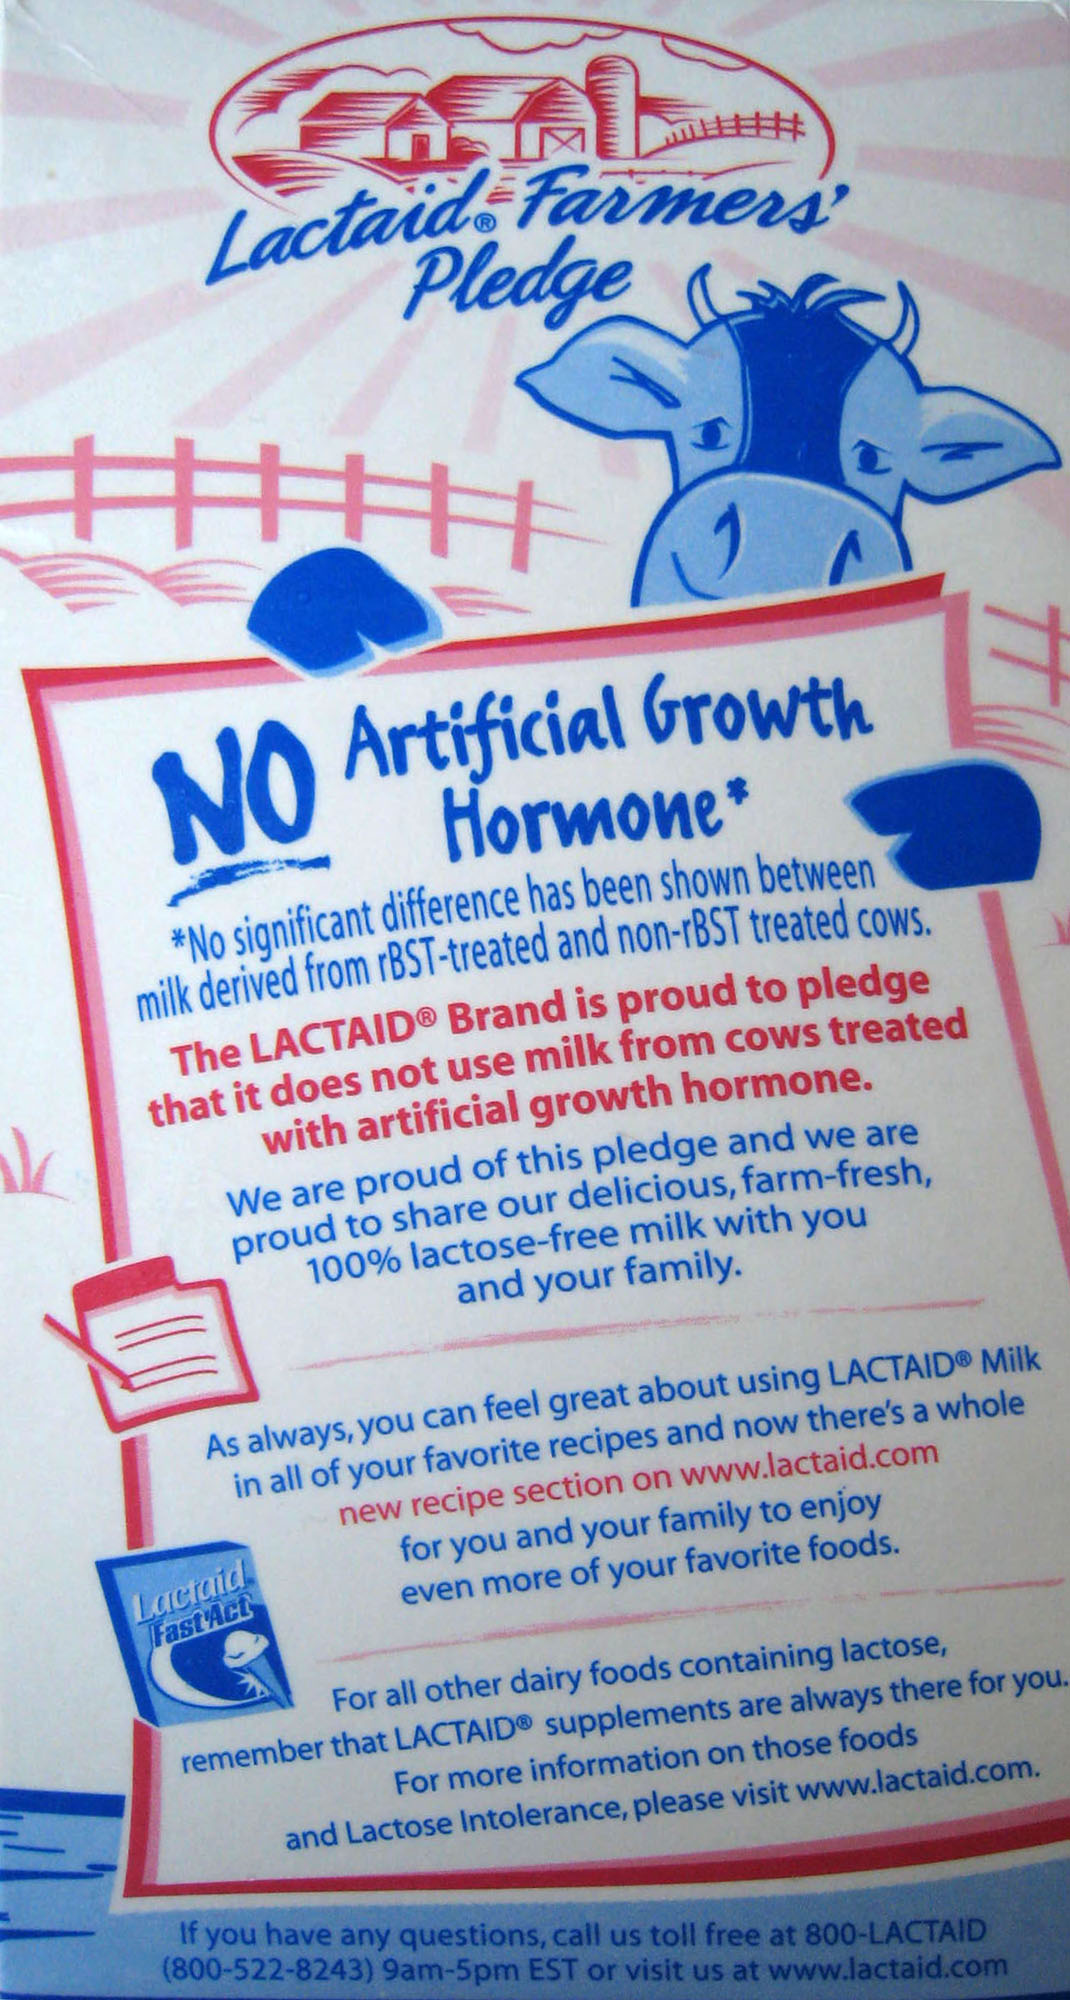 Lactaid® Farmers'
Pledge
NO Artificial Growth
Hormone*
*No significant difference has been shown between
milk derived from rBST-treated and non-rBST treated cows.
The LACTAID® Brand is proud to pledge
that it does not use milk from cows treated
with artificial growth hormone.
We are proud of this pledge and we are
proud to share our delicious, farm-fresh,
100% lactose-free milk with you
and your family.
As always, you can feel great about using LACTAID® Milk
in all of your favorite recipes and now there's a whole
new recipe section on www.lactaid.com
for you and your family to enjoy
even more of your favorite foods.
Lactaid
Fast Act
For all other dairy foods containing lactose,
remember that LACTAID® supplements are always there for you.
For more information on those foods
and Lactose Intolerance, please visit www.lactaid.com.
If you have any questions, call us toll free at 800-LACTAID
(800-522-8243) 9am-5pm EST or visit us at www.lactaid.com